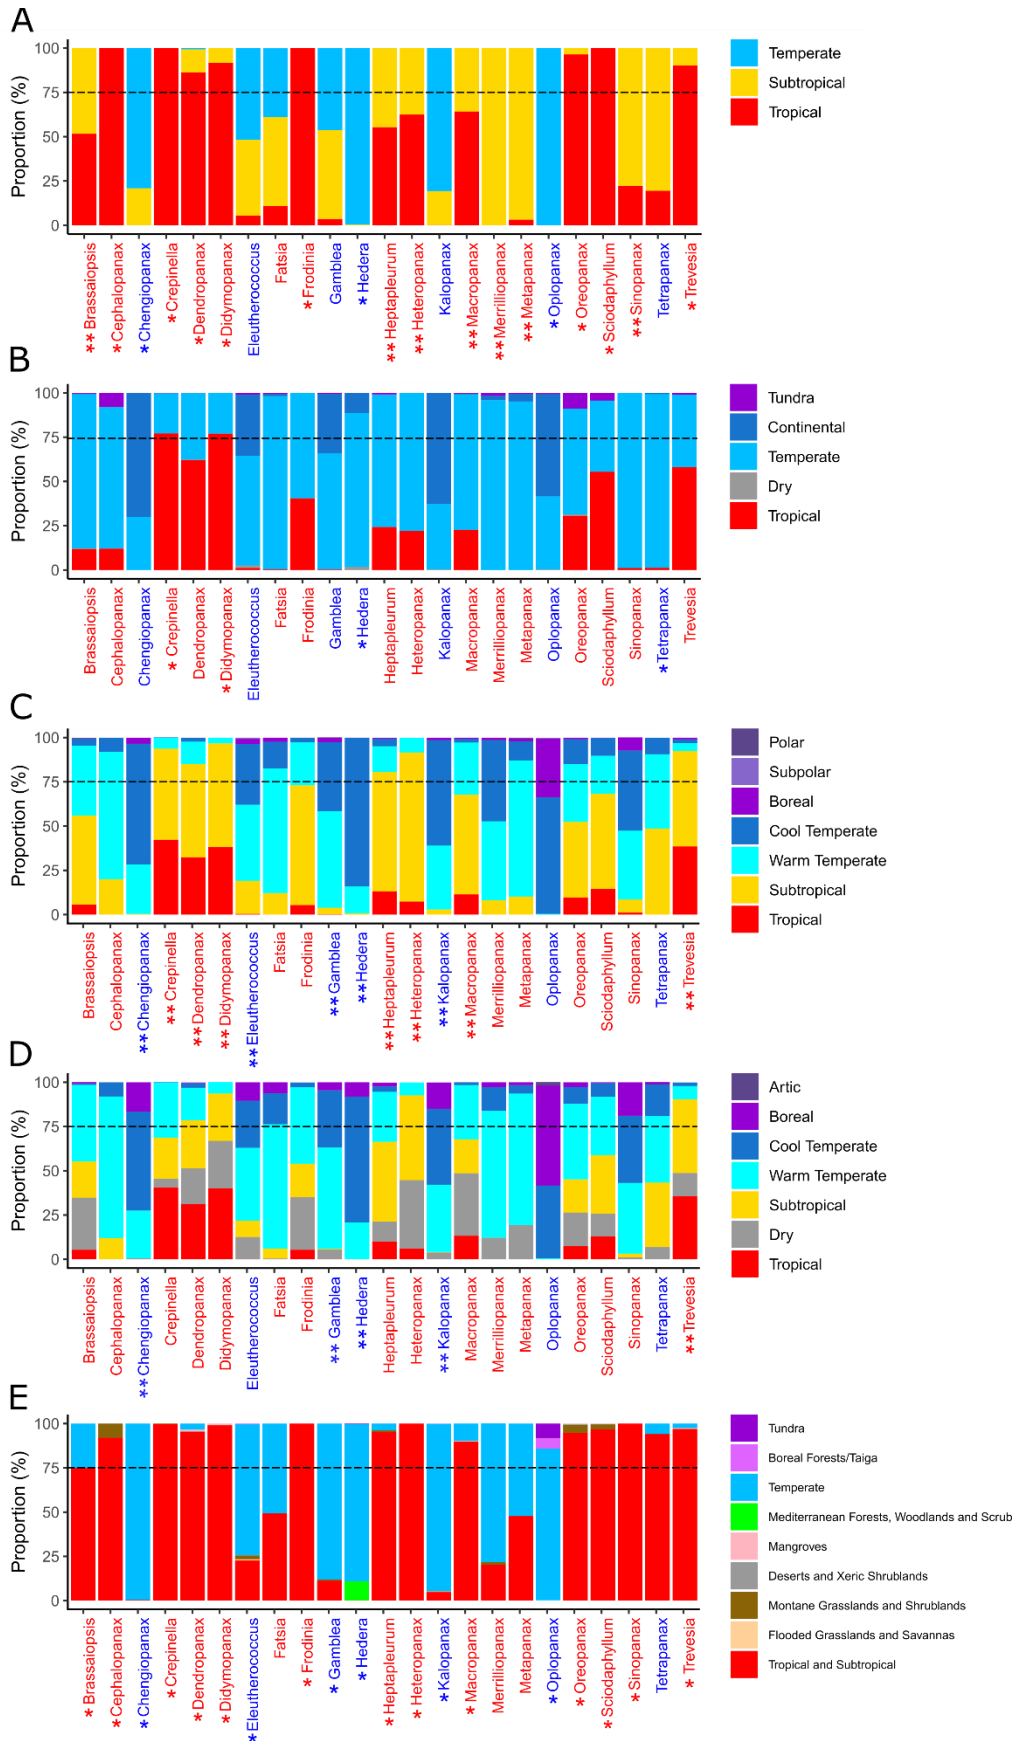 A
Proportion (%)
100
75
50
25
0
Temperate
Subtropical
Tropical
** Brassaiopsis
* Cephalopanax
* Chengiopanax
* Crepinella
* Dendropanax
* Didymopanax
Eleutherococcus
Fatsia
* Frodinia
Gamblea
* Hedera
** Heptapleurum
** Heteropanax
Kalopanax
** Macropanax
** Merrilliopanax
** Metapanax
* Oplopanax
* Oreopanax
* Sciodaphyllum
** Sinopanax
Tetrapanax
* Trevesia
B
Proportion (%)
100
75
50
25
0
Tundra
Continental
Temperate
Dry
Tropical
Brassaiopsis
Cephalopanax
Chengiopanax
* Crepinella
Dendropanax
* Didymopanax
Eleutherococcus
Fatsia
Frodinia
Gamblea
* Hedera
Heptapleurum
Heteropanax
Kalopanax
Macropanax
Merrilliopanax
Metapanax
Oplopanax
Oreopanax
Sciodaphyllum
Sinopanax
* Tetrapanax
Trevesia
C
Proportion (%)
100
75
50
25
0
Polar
Subpolar
Boreal
Cool Temperate
Warm Temperate
Subtropical
Tropical
Brassaiopsis
Cephalopanax
** Chengiopanax
** Crepinella
** Dendropanax
** Didymopanax
** Eleutherococcus
Fatsia
Frodinia
** Gamblea
** Hedera
** Heptapleurum
** Heteropanax
** Kalopanax
** Macropanax
Merrilliopanax
Metapanax
Oplopanax
Oreopanax
Sciodaphyllum
Sinopanax
Tetrapanax
** Trevesia
D
Proportion (%)
100
75
50
25
0
Artic
Boreal
Cool Temperate
Warm Temperate
Subtropical
Dry
Tropical
Brassaiopsis
Cephalopanax
** Chengiopanax
Crepinella
Dendropanax
Didymopanax
Eleutherococcus
Fatsia
Frodinia
** Gamblea
** Hedera
Heptapleurum
Heteropanax
** Kalopanax
Macropanax
Merrilliopanax
Metapanax
Oplopanax
Oreopanax
Sciodaphyllum
Sinopanax
Tetrapanax
** Trevesia
E
Proportion (%)
100
75
50
25
0
Tundra
Boreal Forests/Taiga
Temperate
Mediterranean Forests, Woodlands and Scrub
Mangroves
Deserts and Xeric Shrublands
Montane Grasslands and Shrublands
Flooded Grasslands and Savannas
Tropical and Subtropical
* Brassaiopsis
* Cephalopanax
* Chengiopanax
* Crepinella
* Dendropanax
* Didymopanax
* Eleutherococcus
Fatsia
* Frodinia
* Gamblea
* Hedera
* Heptapleurum
* Heteropanax
* Kalopanax
* Macropanax
Merrilliopanax
Metapanax
* Oplopanax
* Oreopanax
* Sciodaphyllum
* Sinopanax
Tetrapanax
* Trevesia